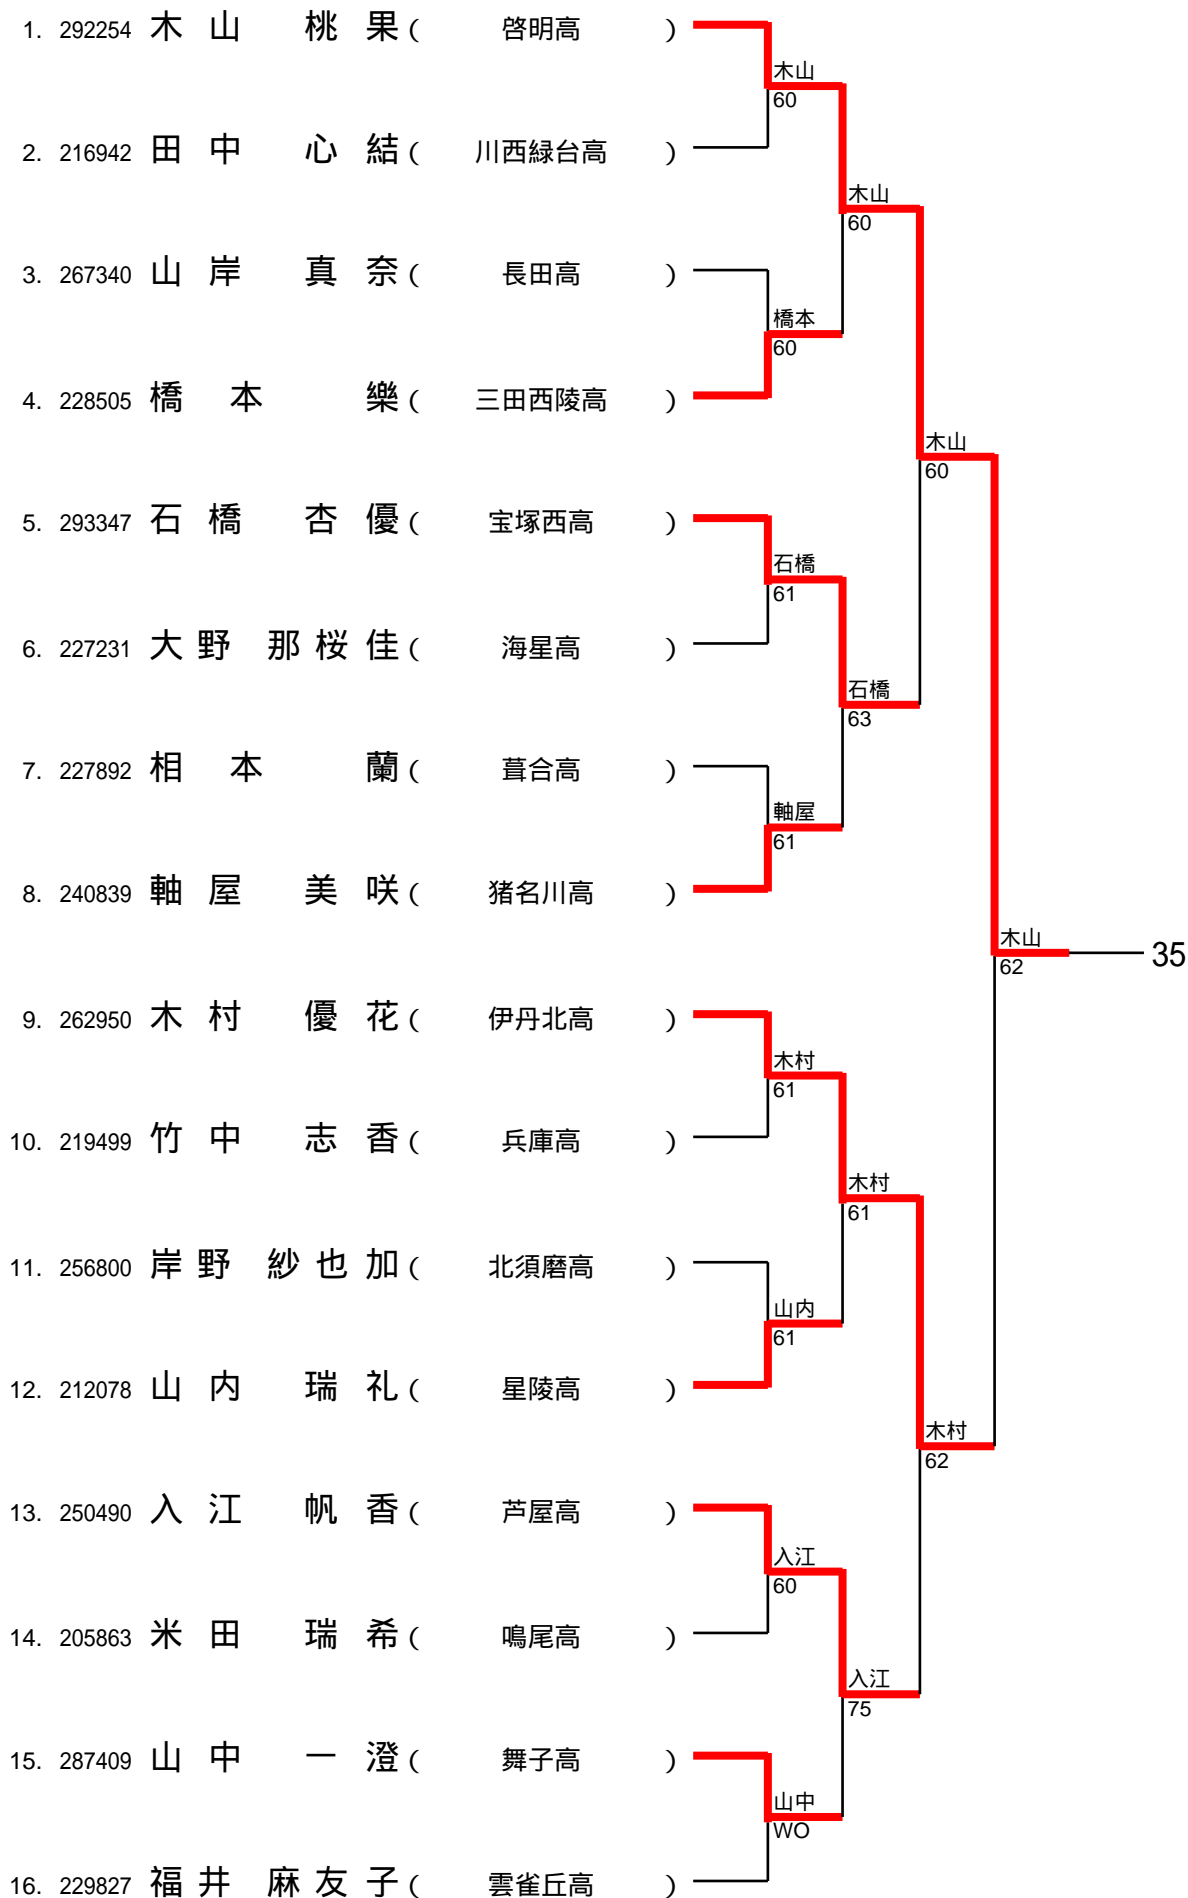 1. 292254 木山 桃果 ( 啓明高 )
木山
60
2. 216942 田中 心結 ( 川西緑台高 )
木山
60
3. 267340 山岸 真奈 ( 長田高 )
橋本
60
4. 228505 橋本 樂 ( 三田西陵高 )
木山
60
5. 293347 石橋 杏優 ( 宝塚西高 )
石橋
61
6. 227231 大野 那桜佳 ( 海星高 )
石橋
63
7. 227892 相本 蘭 ( 葺合高 )
軸屋
61
8. 240839 軸屋 美咲 ( 猪名川高 )
木山
62
35
9. 262950 木村 優花 ( 伊丹北高 )
木村
61
10. 219499 竹中 志香 ( 兵庫高 )
木村
61
11. 256800 岸野 紗也加 ( 北須磨高 )
山内
61
12. 212078 山内 瑞礼 ( 星陵高 )
木村
62
13. 250490 入江 帆香 ( 芦屋高 )
入江
60
14. 205863 米田 瑞希 ( 鳴尾高 )
入江
75
15. 287409 山中 一澄 ( 舞子高 )
山中
WO
16. 229827 福井 麻友子 ( 雲雀丘高 )